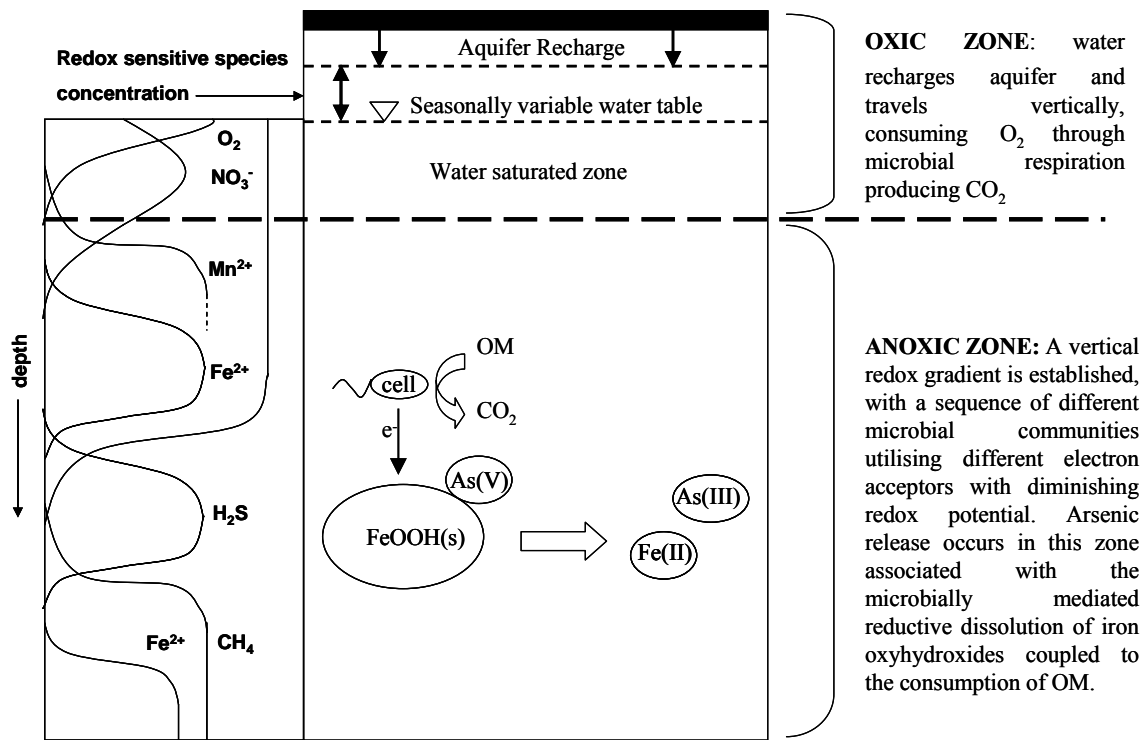 Redox sensitive species
concentration
depth
O₂
NO₃⁻
Mn²⁺
Fe²⁺
H₂S
Fe²⁺ CH₄
Aquifer Recharge
Seasonally variable water table
Water saturated zone
OM
cell
CO₂
e⁻
As(V)
FeOOH(s)
As(III)
Fe(II)
OXIC ZONE: water
recharges aquifer and
travels vertically,
consuming O₂ through
microbial respiration
producing CO₂
ANOXIC ZONE: A vertical
redox gradient is established,
with a sequence of different
microbial communities
utilising different electron
acceptors with diminishing
redox potential. Arsenic
release occurs in this zone
associated with the
microbially mediated
reductive dissolution of iron
oxyhydroxides coupled to
the consumption of OM.